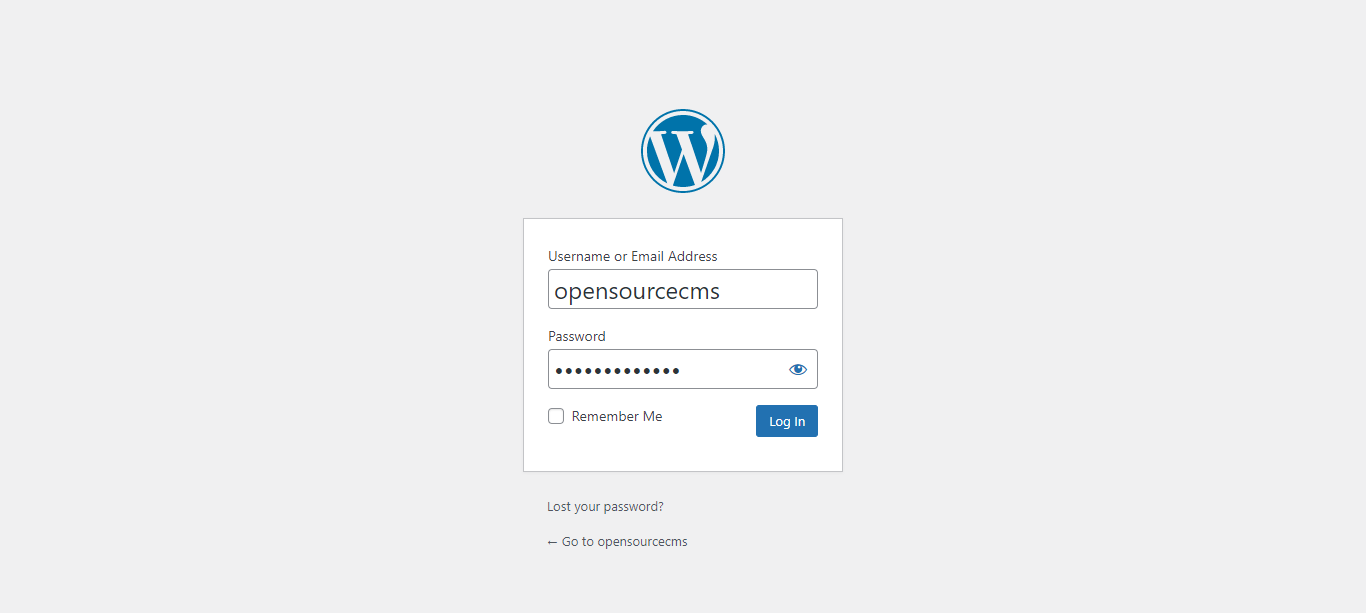 Username or Email Address
opensourcecms
Password
•••••••••••••
Remember Me
Log In
Lost your password?
← Go to opensourcecms